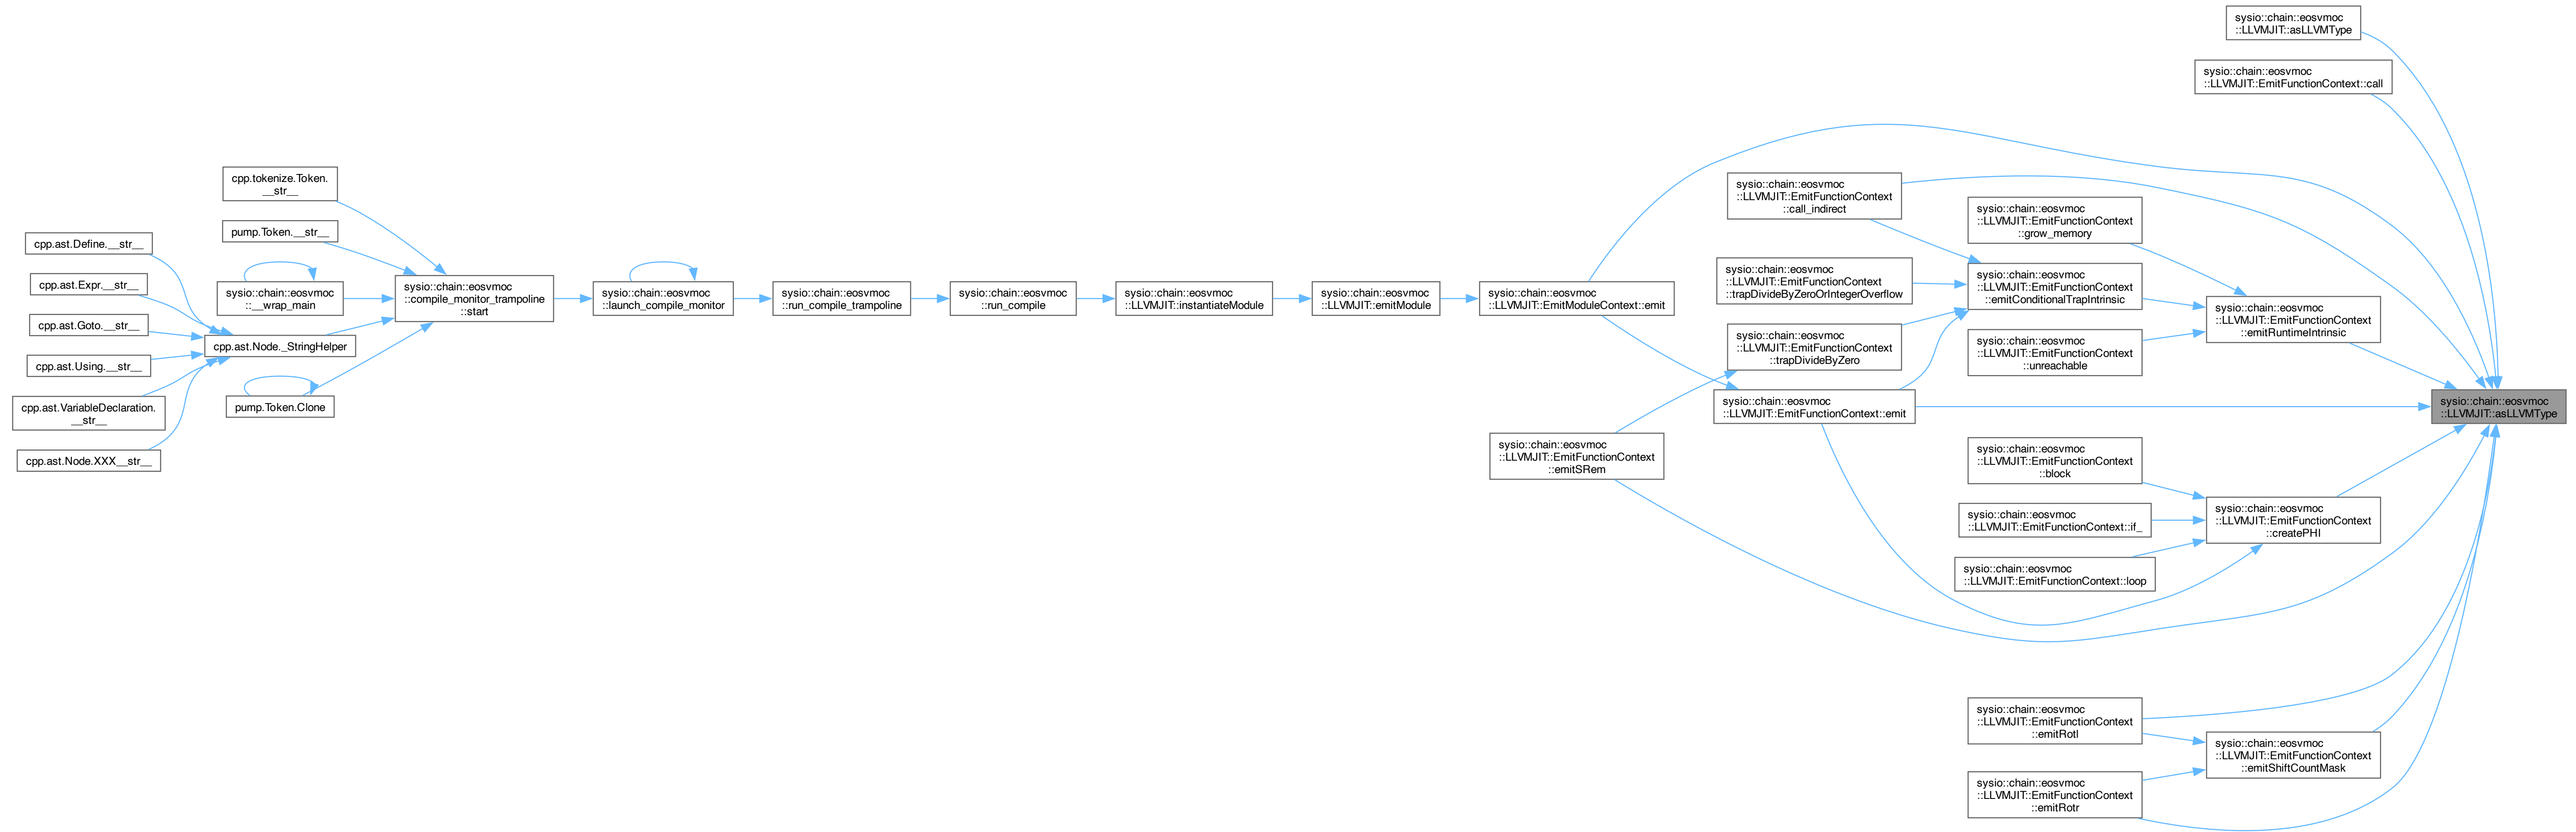 sysio::chain::eosvmoc
::LLVMJIT::asLLVMType
sysio::chain::eosvmoc
::LLVMJIT::EmitFunctionContext::call
cpp.tokenize.Token.
__str__
pump.Token.__str__
cpp.ast.Define.__str__
cpp.ast.Expr.__str__
cpp.ast.Goto.__str__
cpp.ast.Using.__str__
cpp.ast.VariableDeclaration.
__str__
cpp.ast.Node.XXX__str__
sysio::chain::eosvmoc
::__wrap_main
cpp.ast.Node._StringHelper
pump.Token.Clone
sysio::chain::eosvmoc
::compile_monitor_trampoline
::start
sysio::chain::eosvmoc
::launch_compile_monitor
sysio::chain::eosvmoc
::run_compile_trampoline
sysio::chain::eosvmoc
::run_compile
sysio::chain::eosvmoc
::LLVMJIT::instantiateModule
sysio::chain::eosvmoc
::LLVMJIT::emitModule
sysio::chain::eosvmoc
::LLVMJIT::EmitModuleContext::emit
sysio::chain::eosvmoc
::LLVMJIT::EmitFunctionContext
::emitSRem
sysio::chain::eosvmoc
::LLVMJIT::EmitFunctionContext
::call_indirect
sysio::chain::eosvmoc
::LLVMJIT::EmitFunctionContext
::trapDivideByZeroOrIntegerOverflow
sysio::chain::eosvmoc
::LLVMJIT::EmitFunctionContext
::trapDivideByZero
sysio::chain::eosvmoc
::LLVMJIT::EmitFunctionContext::emit
sysio::chain::eosvmoc
::LLVMJIT::EmitFunctionContext
::grow_memory
sysio::chain::eosvmoc
::LLVMJIT::EmitFunctionContext
::emitConditionalTrapIntrinsic
sysio::chain::eosvmoc
::LLVMJIT::EmitFunctionContext
::unreachable
sysio::chain::eosvmoc
::LLVMJIT::EmitFunctionContext
::emitRuntimeIntrinsic
sysio::chain::eosvmoc
::LLVMJIT::asLLVMType
sysio::chain::eosvmoc
::LLVMJIT::EmitFunctionContext
::block
sysio::chain::eosvmoc
::LLVMJIT::EmitFunctionContext::if_
sysio::chain::eosvmoc
::LLVMJIT::EmitFunctionContext::loop
sysio::chain::eosvmoc
::LLVMJIT::EmitFunctionContext
::createPHI
sysio::chain::eosvmoc
::LLVMJIT::EmitFunctionContext
::emitRotl
sysio::chain::eosvmoc
::LLVMJIT::EmitFunctionContext
::emitShiftCountMask
sysio::chain::eosvmoc
::LLVMJIT::EmitFunctionContext
::emitRotr